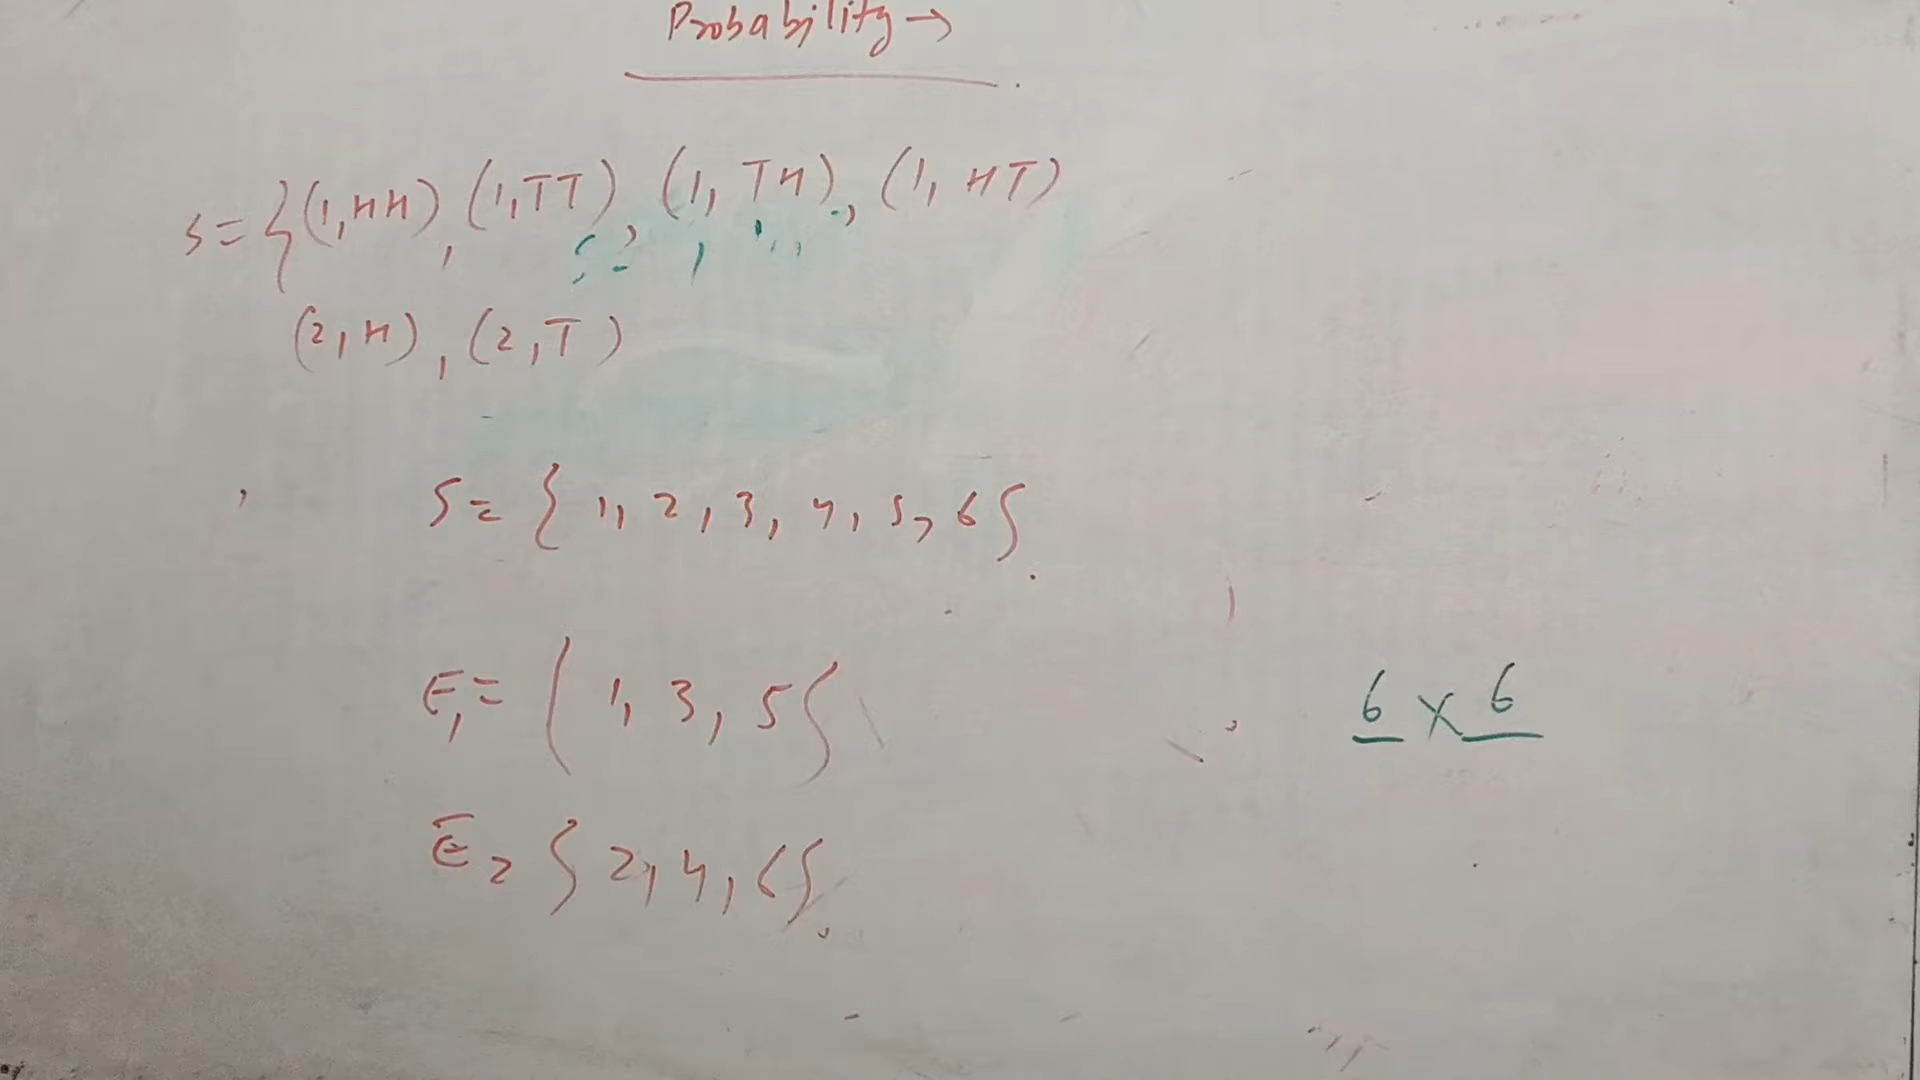 Probability →
S = {(1,HH), (1,TT), (1, TH), (1, HT)
(2,H), (2,T)
S = { 1, 2, 3, 4, 5, 6 }.
E₁ = { 1, 3, 5 }
E₂ { 2, 4, 6 }.
6 × 6